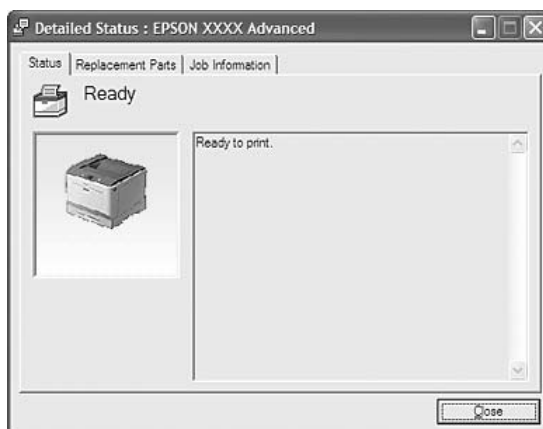 Detailed Status : EPSON XXXX Advanced
Status Replacement Parts Job Information
Ready
Ready to print.
Close